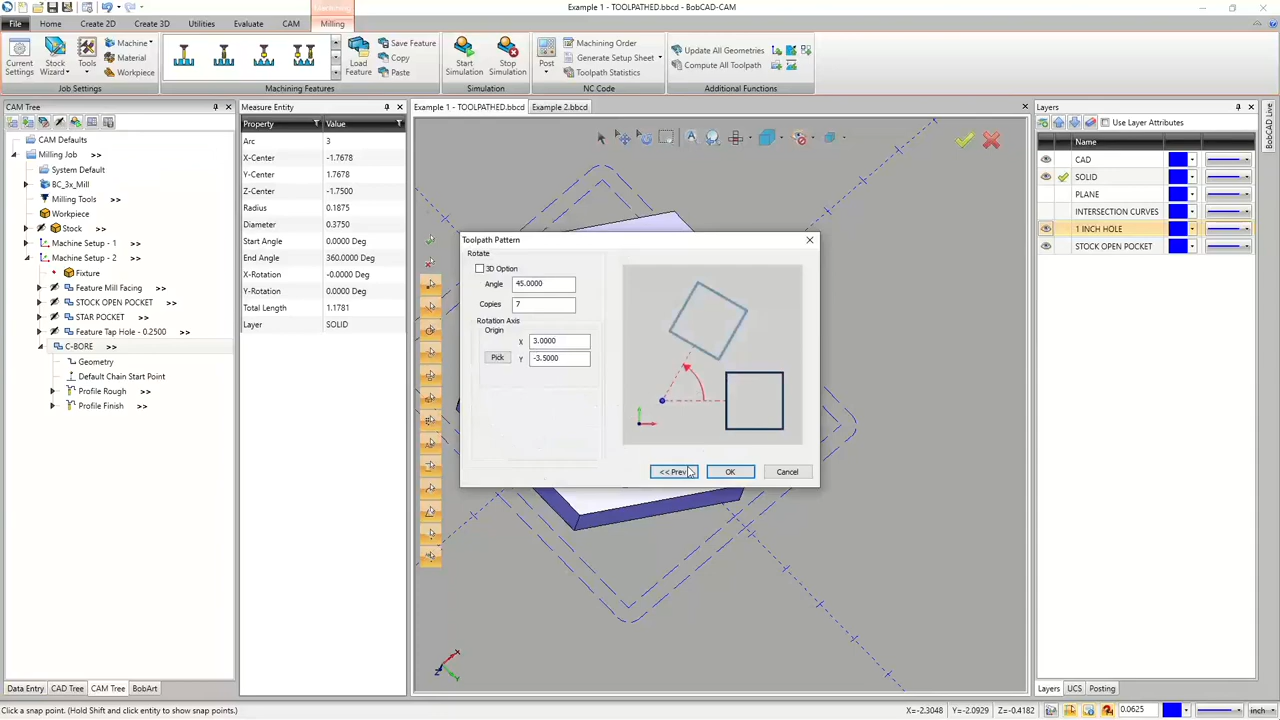 Example 1 - TOOLPATHED.bbcd - BobCAD-CAM
File Home Create 2D Create 3D Utilities Evaluate CAM Milling
Current Settings
Stock Wizard
Tools
Machine
Material
Workpiece
Job Settings
Load Feature
Save Feature
Copy
Paste
Machining Features
Start Simulation
Stop Simulation
Simulation
Post
Machining Order
Generate Setup Sheet
Toolpath Statistics
NC Code
Update All Geometries
Compute All Toolpath
Additional Functions
CAM Tree
CAM Defaults
Milling Job >>
System Default
BC_3x_Mill
Milling Tools >>
Workpiece
Stock >>
Machine Setup - 1 >>
Machine Setup - 2 >>
Fixture
Feature Mill Facing >>
STOCK OPEN POCKET >>
STAR POCKET >>
Feature Tap Hole - 0.2500 >>
C-BORE >>
Geometry
Default Chain Start Point
Profile Rough >>
Profile Finish >>
Data Entry CAD Tree CAM Tree BobArt
Measure Entity
Property Value
Arc 3
X-Center -1.7678
Y-Center 1.7678
Z-Center -1.7500
Radius 0.1875
Diameter 0.3750
Start Angle 0.0000 Deg
End Angle 360.0000 Deg
X-Rotation -0.0000 Deg
Y-Rotation 0.0000 Deg
Total Length 1.1781
Layer SOLID
Example 1 - TOOLPATHED.bbcd Example 2.bbcd
Toolpath Pattern
Rotate
3D Option
Angle 45.0000
Copies 7
Rotation Axis
Origin
X 3.0000
Pick Y -3.5000
<< Prev OK Cancel
X
Y
Z
Layers
Use Layer Attributes
Name
CAD
SOLID
PLANE
INTERSECTION CURVES
1 INCH HOLE
STOCK OPEN POCKET
Layers UCS Posting
BobCAD Live
Click a snap point. (Hold Shift and click entity to show snap points.)
X=-2.3048 Y=-2.0929 Z=-0.4182 0.0625 inch